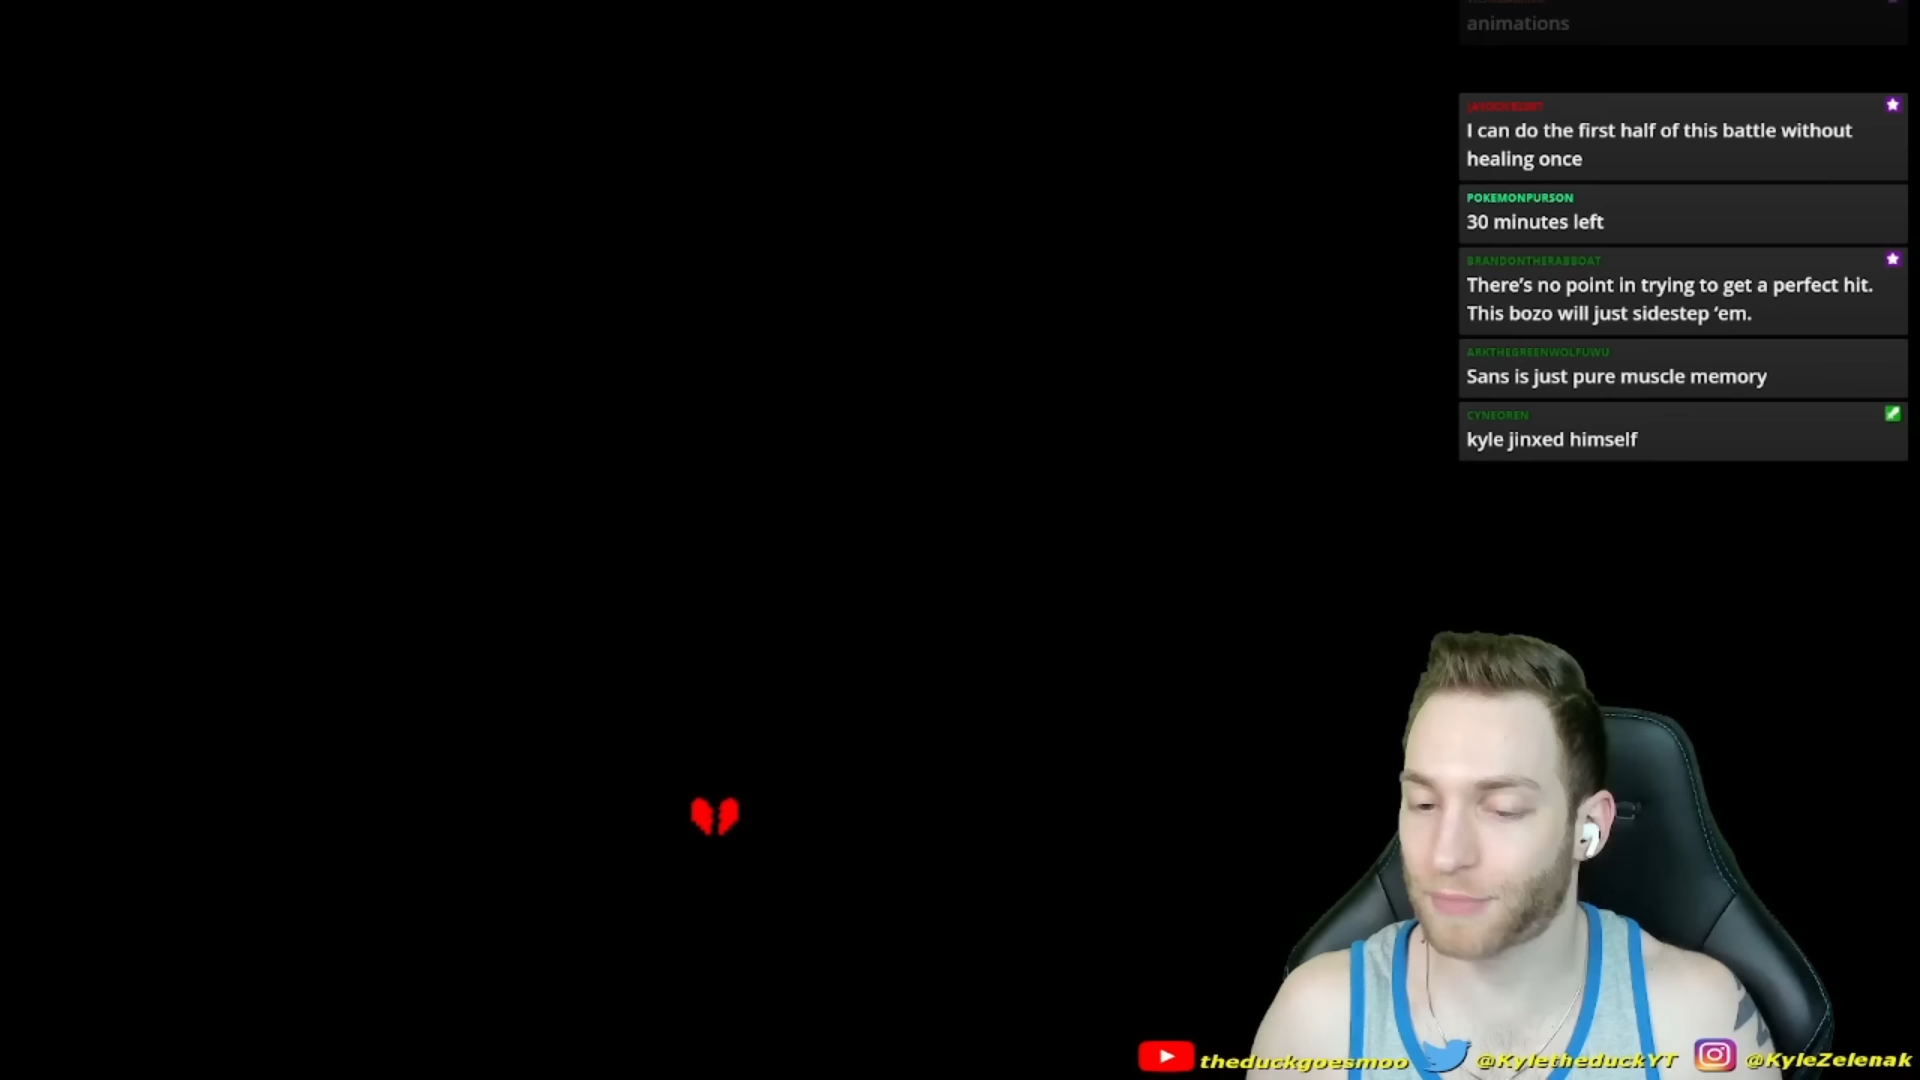 animations
I can do the first half of this battle without
healing once
POKEMONPURSON
30 minutes left
BRANDONTHERABBOAT
There's no point in trying to get a perfect hit.
This bozo will just sidestep ‘em.
ARKTHEGREENWOLFUWU
Sans is just pure muscle memory
CYNEOREN
kyle jinxed himself
theduckgoesmoo @KyletheduckYT @KyleZelenak